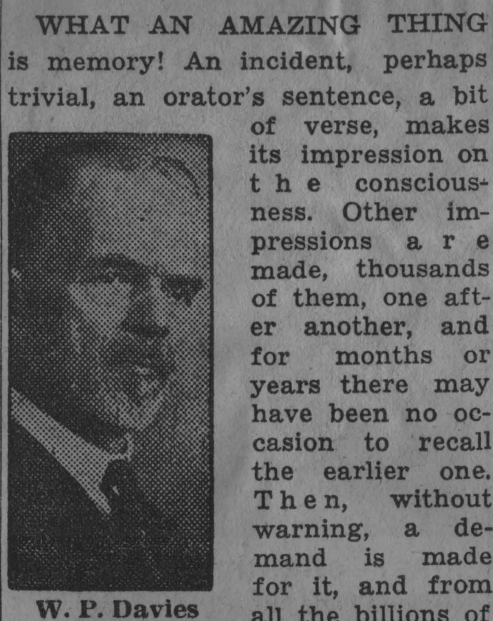 WHAT AN AMAZING THING
is memory! An incident, perhaps
trivial, an orator's sentence, a bit
of verse, makes
its impression on
the conscious-
ness. Other im-
pressions are
made, thousands
of them, one aft-
er another, and
for months or
years there may
have been no oc-
casion to recall
the earlier one.
Then, without
warning, a de-
mand is made
for it, and from
all the billions of
W. P. Davies